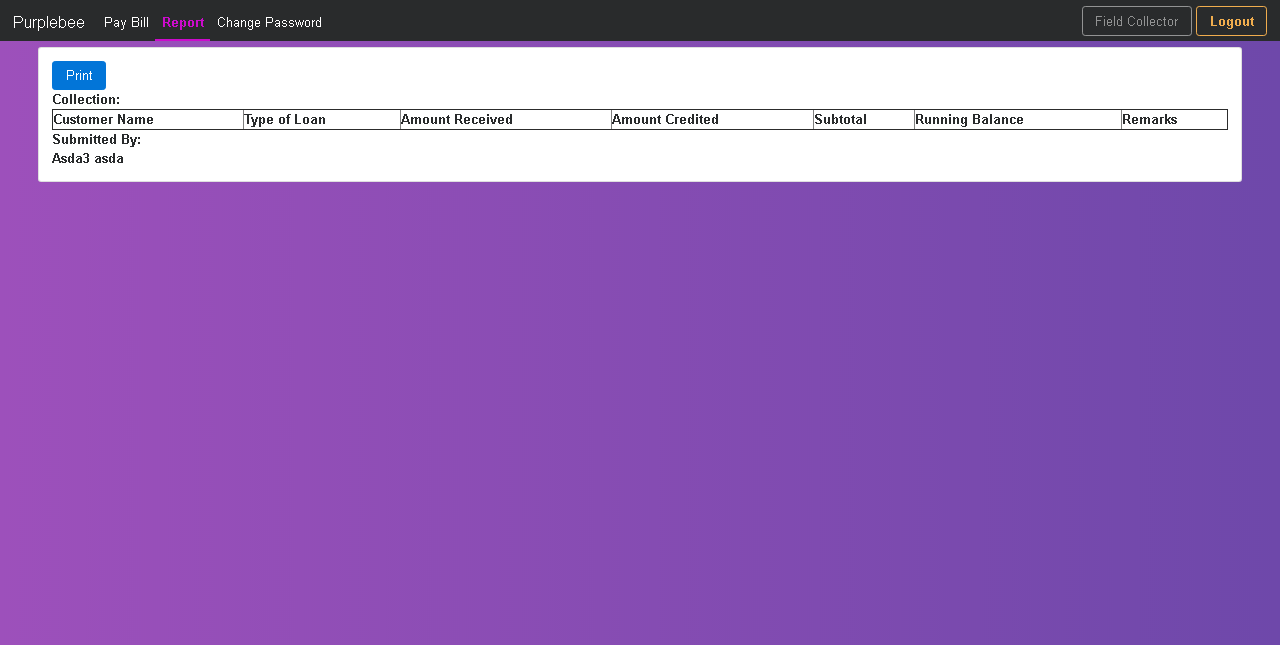 Purplebee Pay Bill Report Change Password Field Collector Logout
Print
Collection:
Customer Name Type of Loan Amount Received Amount Credited Subtotal Running Balance Remarks
Submitted By:
Asda3 asda